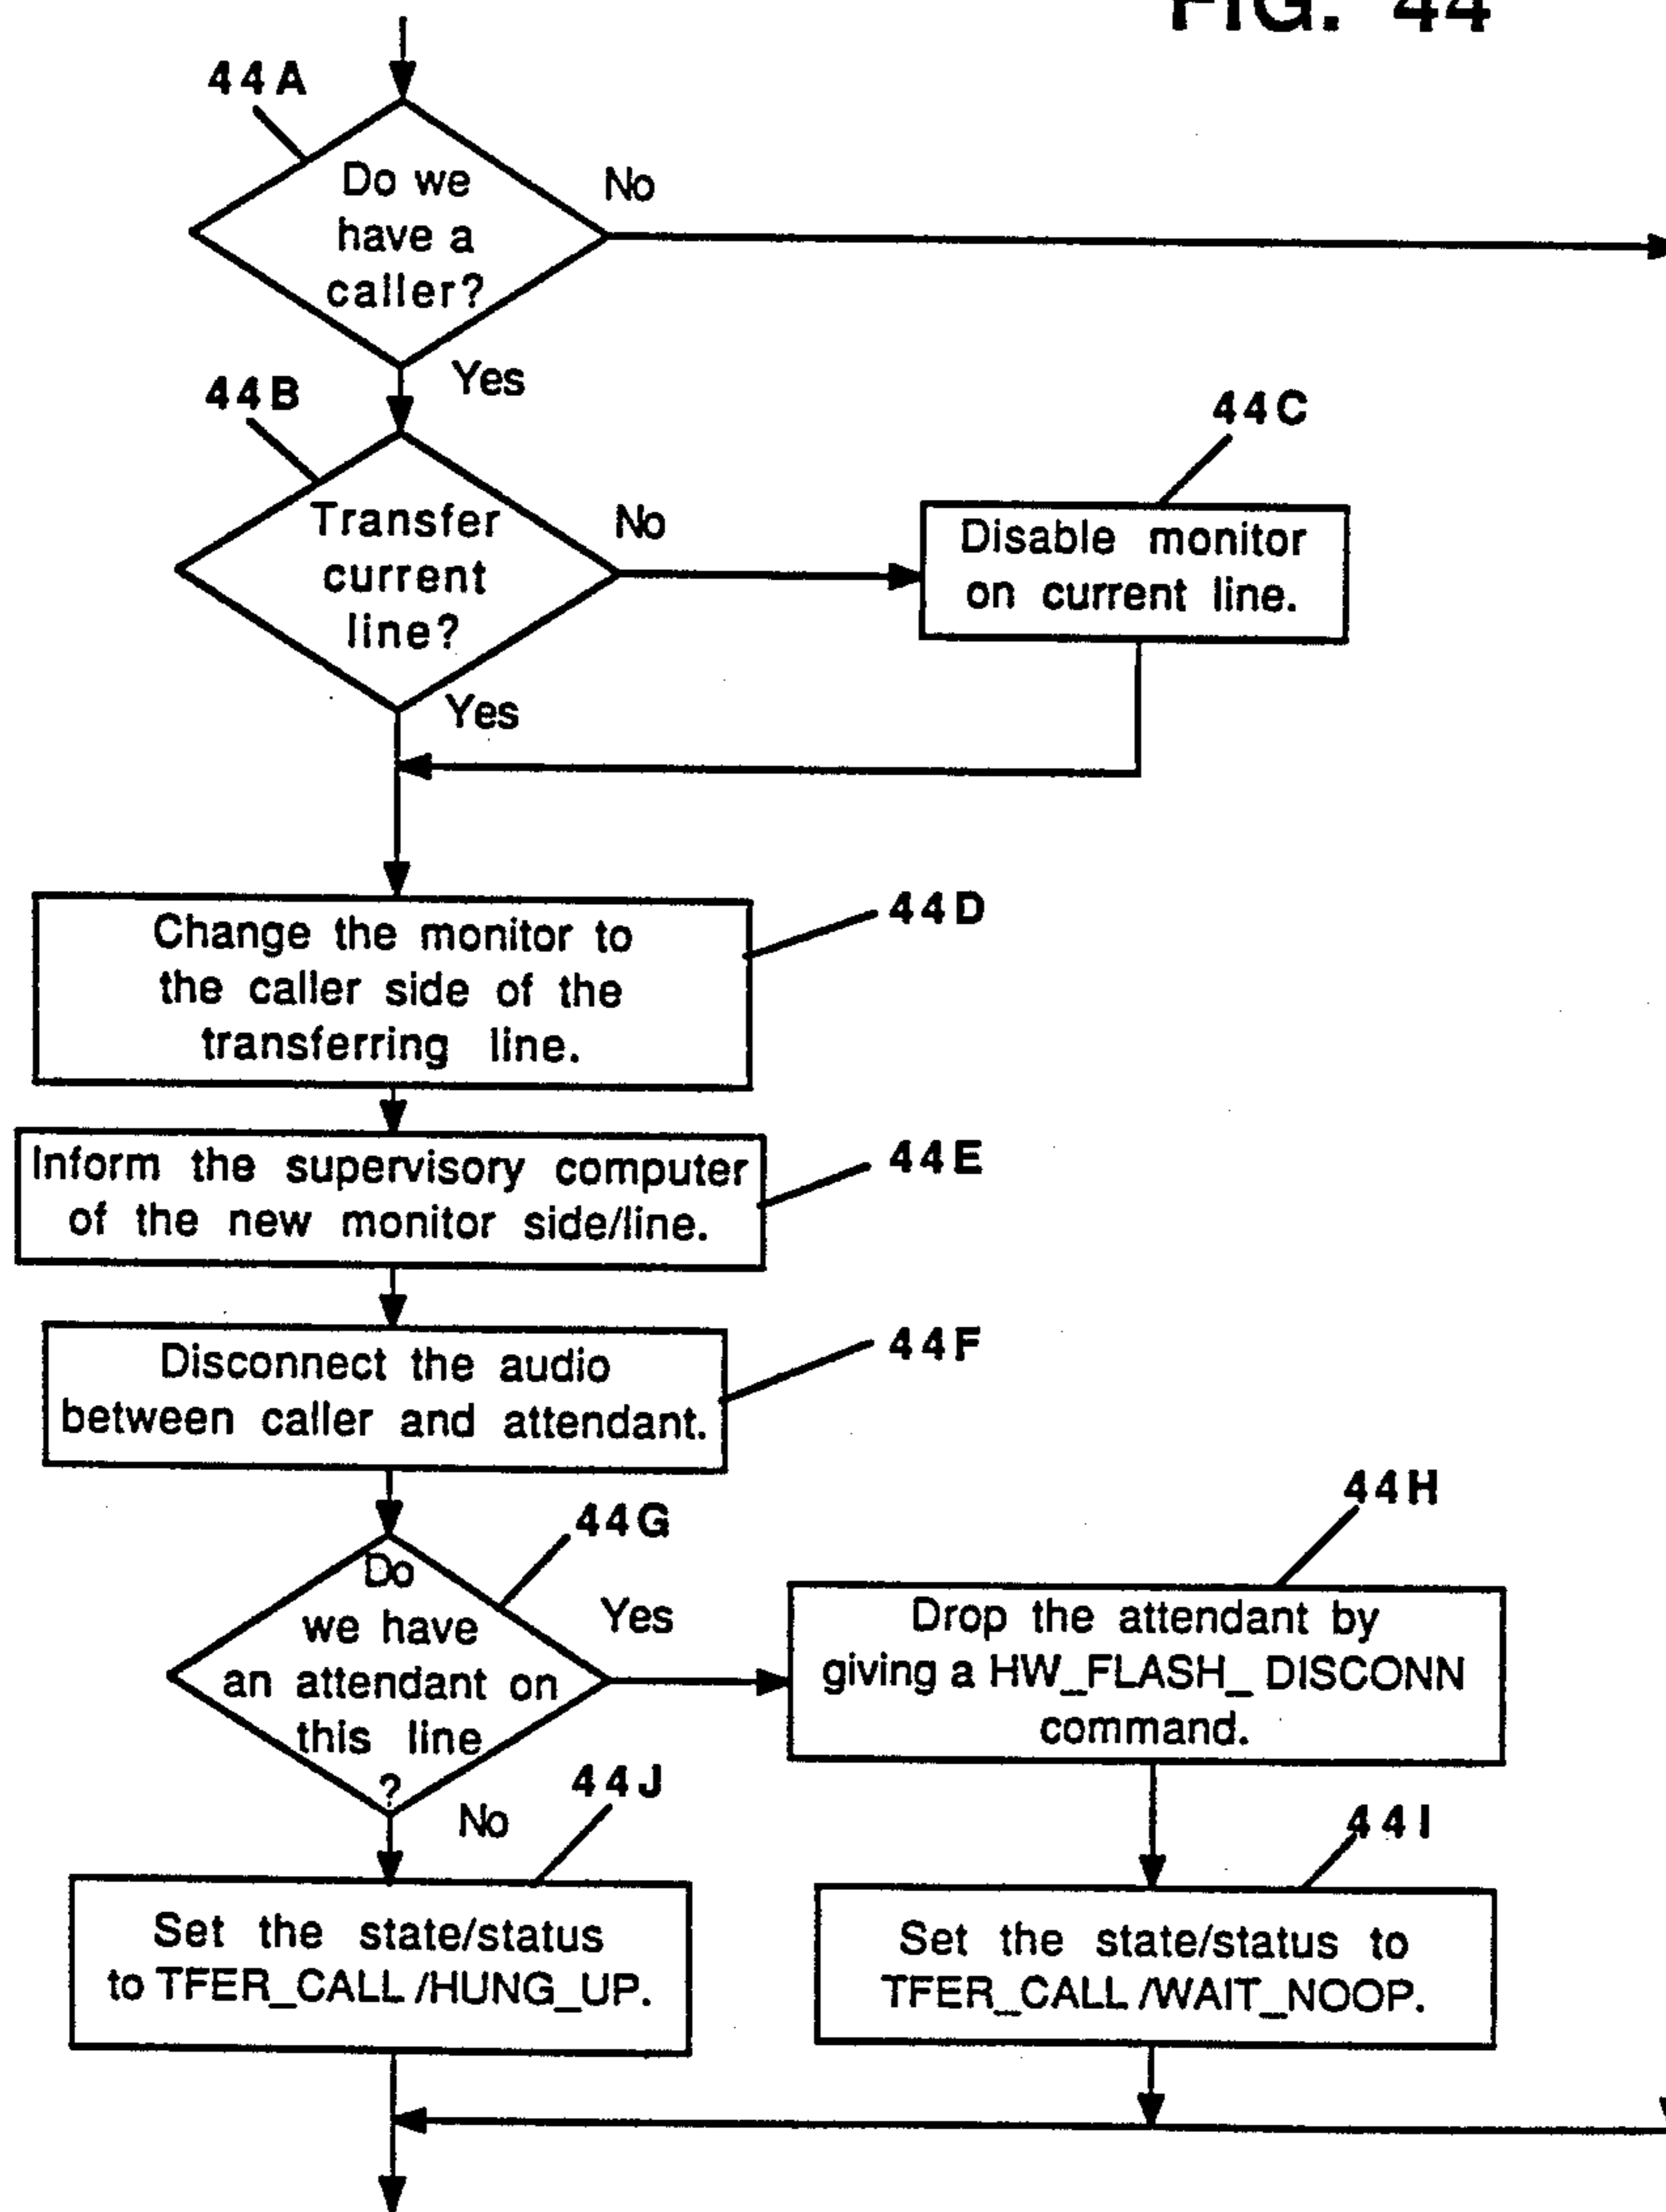 FIG. 44
44A
Do we
have a
caller?
No
Yes
44B
Transfer
current
line?
No
Yes
44C
Disable monitor
on current line.
44D
Change the monitor to
the caller side of the
transferring line.
44E
Inform the supervisory computer
of the new monitor side/line.
44F
Disconnect the audio
between caller and attendant.
44G
Do
we have
an attendant on
this line
?
Yes
No
44H
Drop the attendant by
giving a HW_FLASH_ DISCONN
command.
44J
Set the state/status
to TFER_CALL /HUNG_UP.
44I
Set the state/status to
TFER_CALL /WAIT_NOOP.